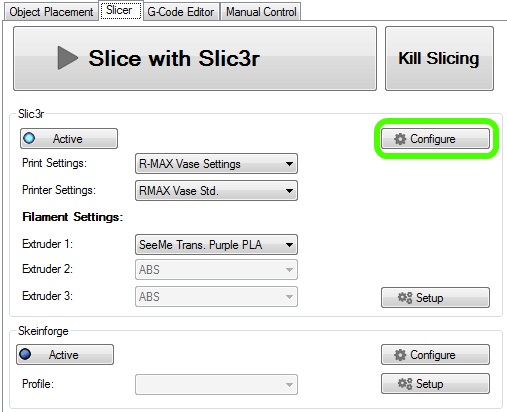 Object Placement Slicer G-Code Editor Manual Control
Slice with Slic3r Kill Slicing
Slic3r
Active Configure
Print Settings: R-MAX Vase Settings
Printer Settings: RMAX Vase Std.
Filament Settings:
Extruder 1: SeeMe Trans. Purple PLA
Extruder 2: ABS
Extruder 3: ABS Setup
Skeinforge
Active Configure
Profile: Setup